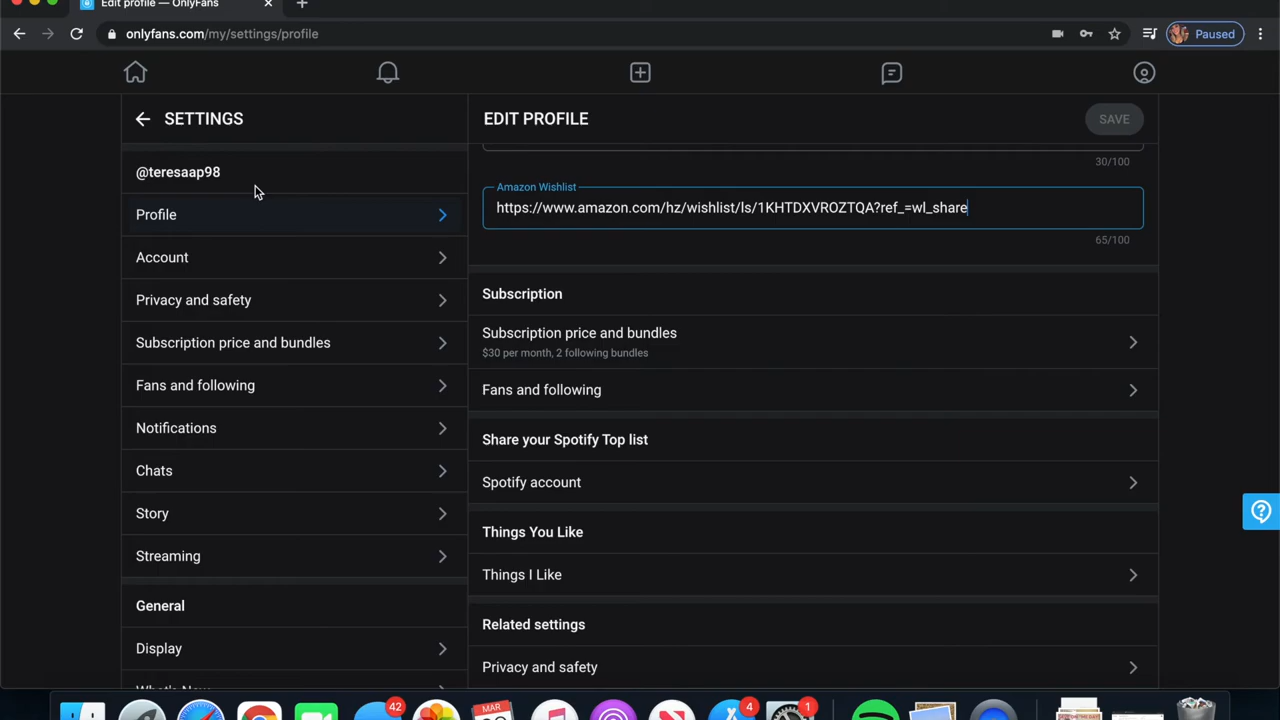 Edit profile — OnlyFans
onlyfans.com/my/settings/profile
Paused
SETTINGS
EDIT PROFILE
SAVE
@teresaap98
30/100
Amazon Wishlist
https://www.amazon.com/hz/wishlist/ls/1KHTDXVROZTQA?ref_=wl_share
65/100
Profile
Account
Privacy and safety
Subscription price and bundles
Fans and following
Notifications
Chats
Story
Streaming
General
Display
What's New
Subscription
Subscription price and bundles
$30 per month, 2 following bundles
Fans and following
Share your Spotify Top list
Spotify account
Things You Like
Things I Like
Related settings
Privacy and safety
42
MAR
4
1